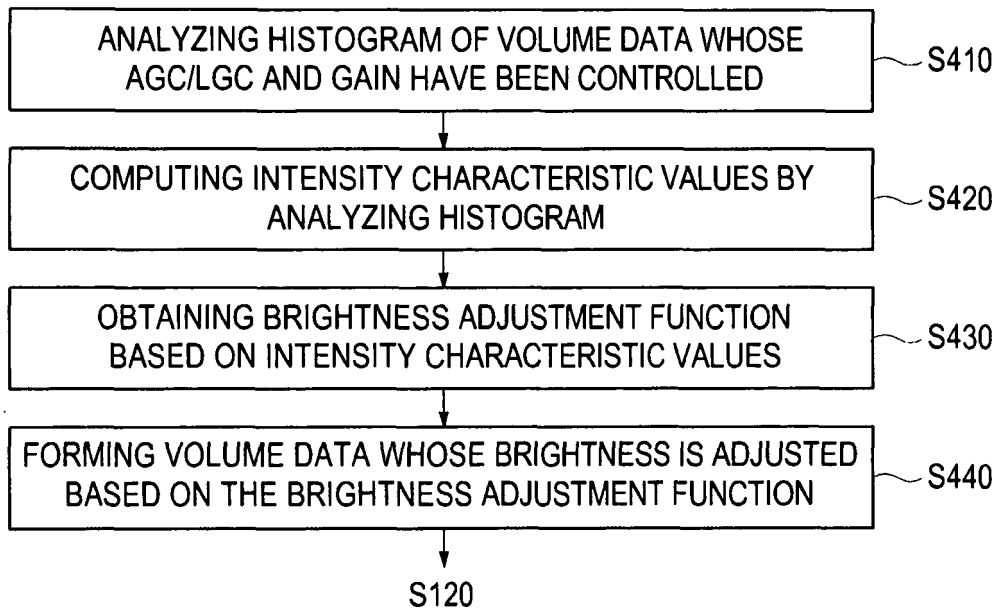 ANALYZING HISTOGRAM OF VOLUME DATA WHOSE
AGC/LGC AND GAIN HAVE BEEN CONTROLLED
S410
COMPUTING INTENSITY CHARACTERISTIC VALUES BY
ANALYZING HISTOGRAM
S420
OBTAINING BRIGHTNESS ADJUSTMENT FUNCTION
BASED ON INTENSITY CHARACTERISTIC VALUES
S430
FORMING VOLUME DATA WHOSE BRIGHTNESS IS ADJUSTED
BASED ON THE BRIGHTNESS ADJUSTMENT FUNCTION
S440
S120